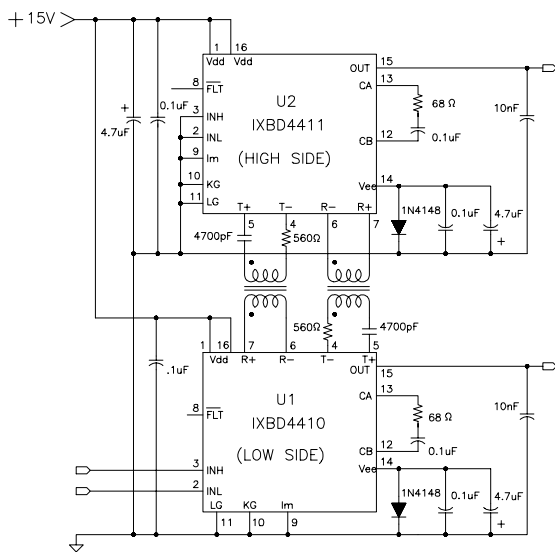 + 15V
1 16
Vdd Vdd
OUT 15
8 FLT
CA 13
U2
IXBD4411
(HIGH SIDE)
68 Ω
0.1uF
10nF
+
4.7uF
0.1uF
3 INH
2 INL
9 Im
10 KG
11 LG
CB 12
Vee 14
T+ T- R- R+
5 4 6 7
4700pF
560Ω
1N4148
0.1uF
4.7uF
+
560Ω
4700pF
1 16 7 6 4 5
Vdd R+ R- T- T+
OUT 15
.1uF
CA 13
U1
IXBD4410
(LOW SIDE)
8 FLT
68 Ω
0.1uF
10nF
CB 12
Vee 14
3 INH
2 INL
LG KG Im
11 10 9
1N4148
0.1uF
4.7uF
+